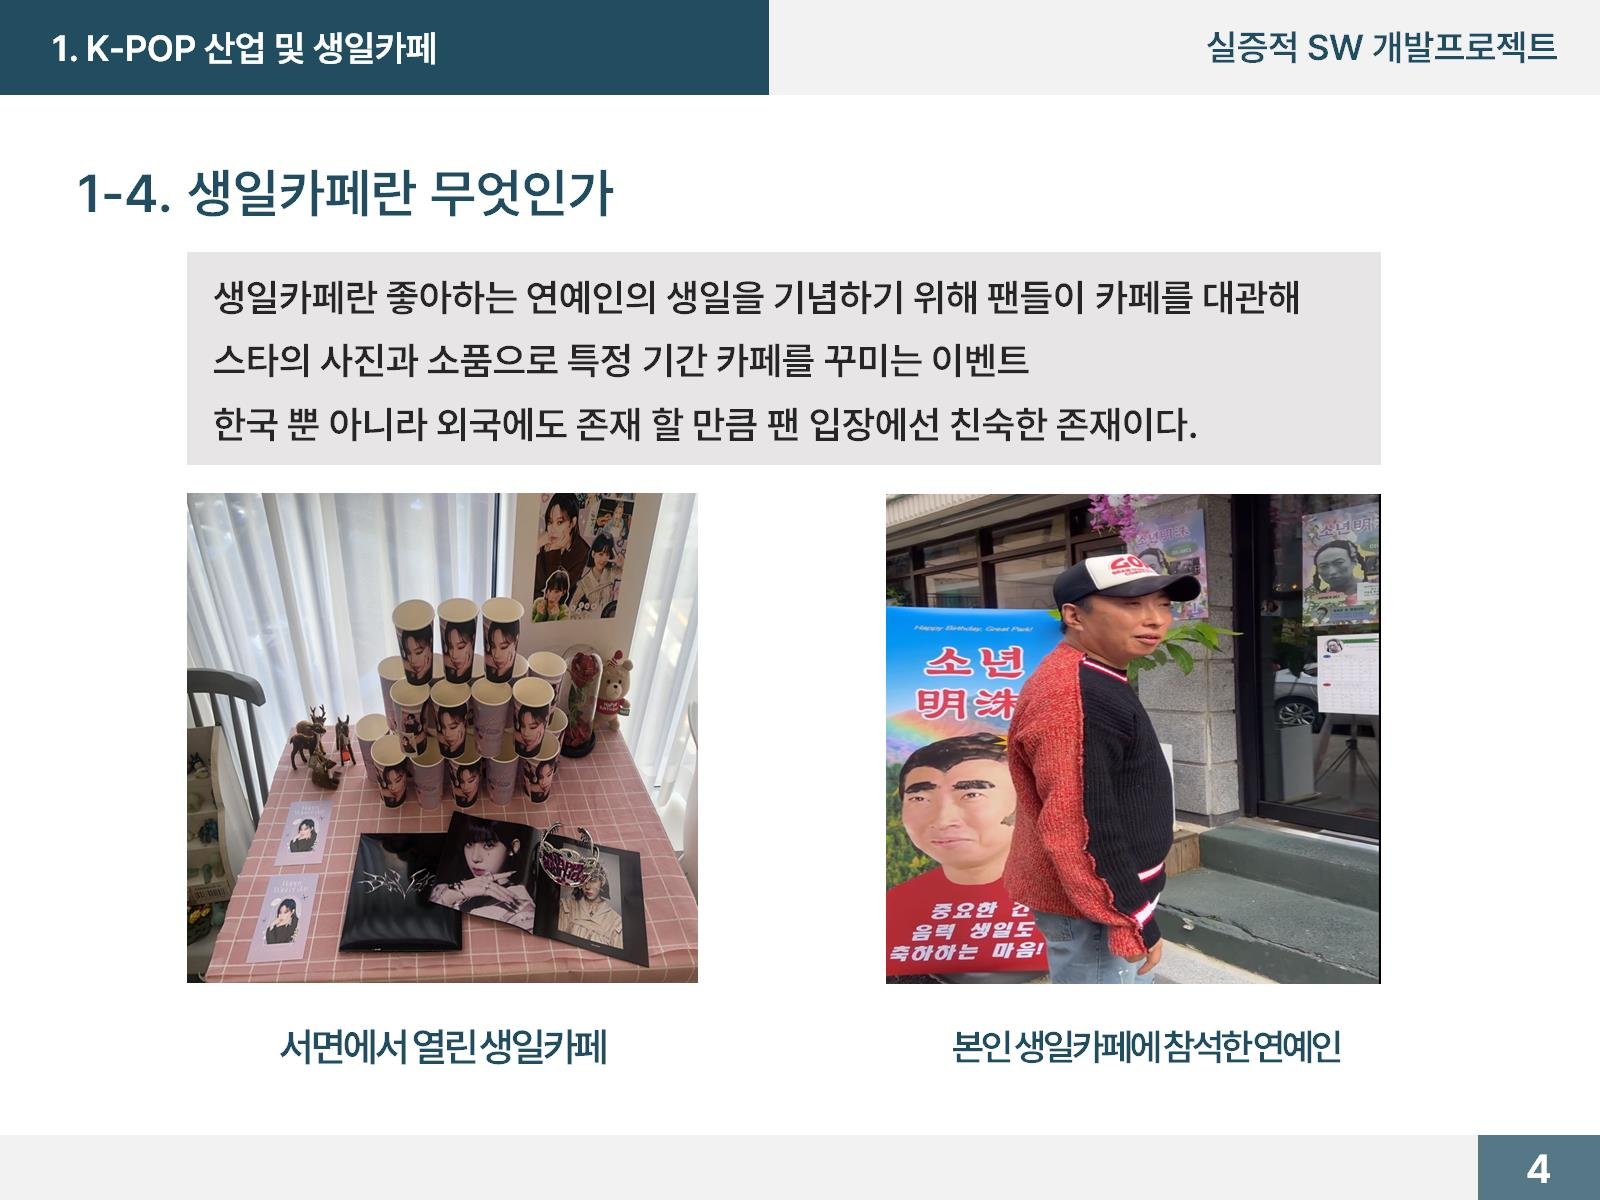 1. K-POP 산업 및 생일카페
실증적 SW 개발프로젝트
1-4. 생일카페란 무엇인가
생일카페란 좋아하는 연예인의 생일을 기념하기 위해 팬들이 카페를 대관해
스타의 사진과 소품으로 특정 기간 카페를 꾸미는 이벤트
한국 뿐 아니라 외국에도 존재 할 만큼 팬 입장에선 친숙한 존재이다.
Happy Birthday, Great Park!
소년
明洙
중요한 건
음력 생일도
축하하는 마음!
서면에서 열린 생일카페
본인 생일카페에 참석한 연예인
4